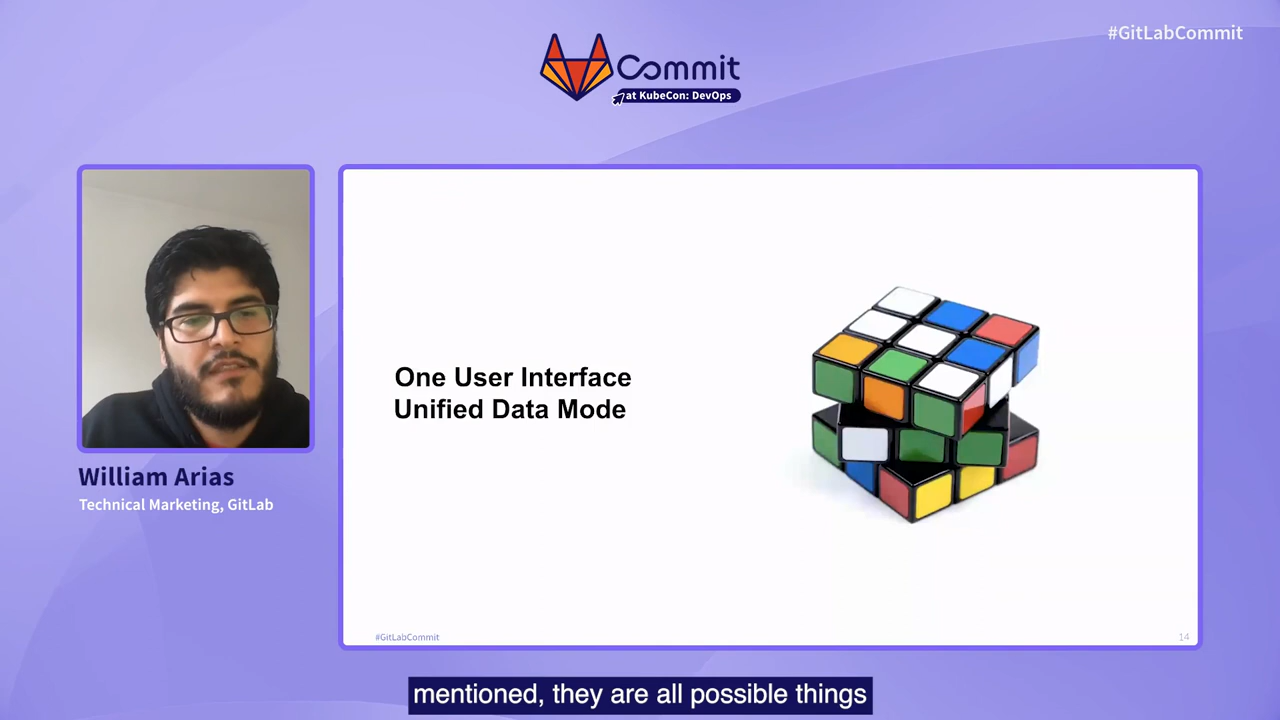 #GitLabCommit
Commit
at KubeCon: DevOps
One User Interface
Unified Data Mode
William Arias
Technical Marketing, GitLab
#GitLabCommit
14
mentioned, they are all possible things